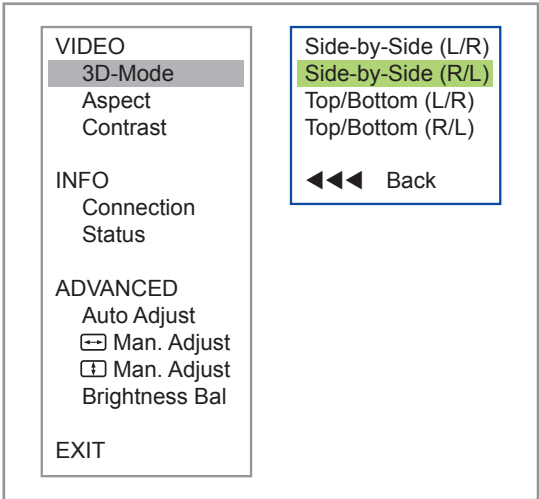 VIDEO
3D-Mode
Aspect
Contrast
INFO
Connection
Status
ADVANCED
Auto Adjust
Man. Adjust
Man. Adjust
Brightness Bal
EXIT
Side-by-Side (L/R)
Side-by-Side (R/L)
Top/Bottom (L/R)
Top/Bottom (R/L)
Back